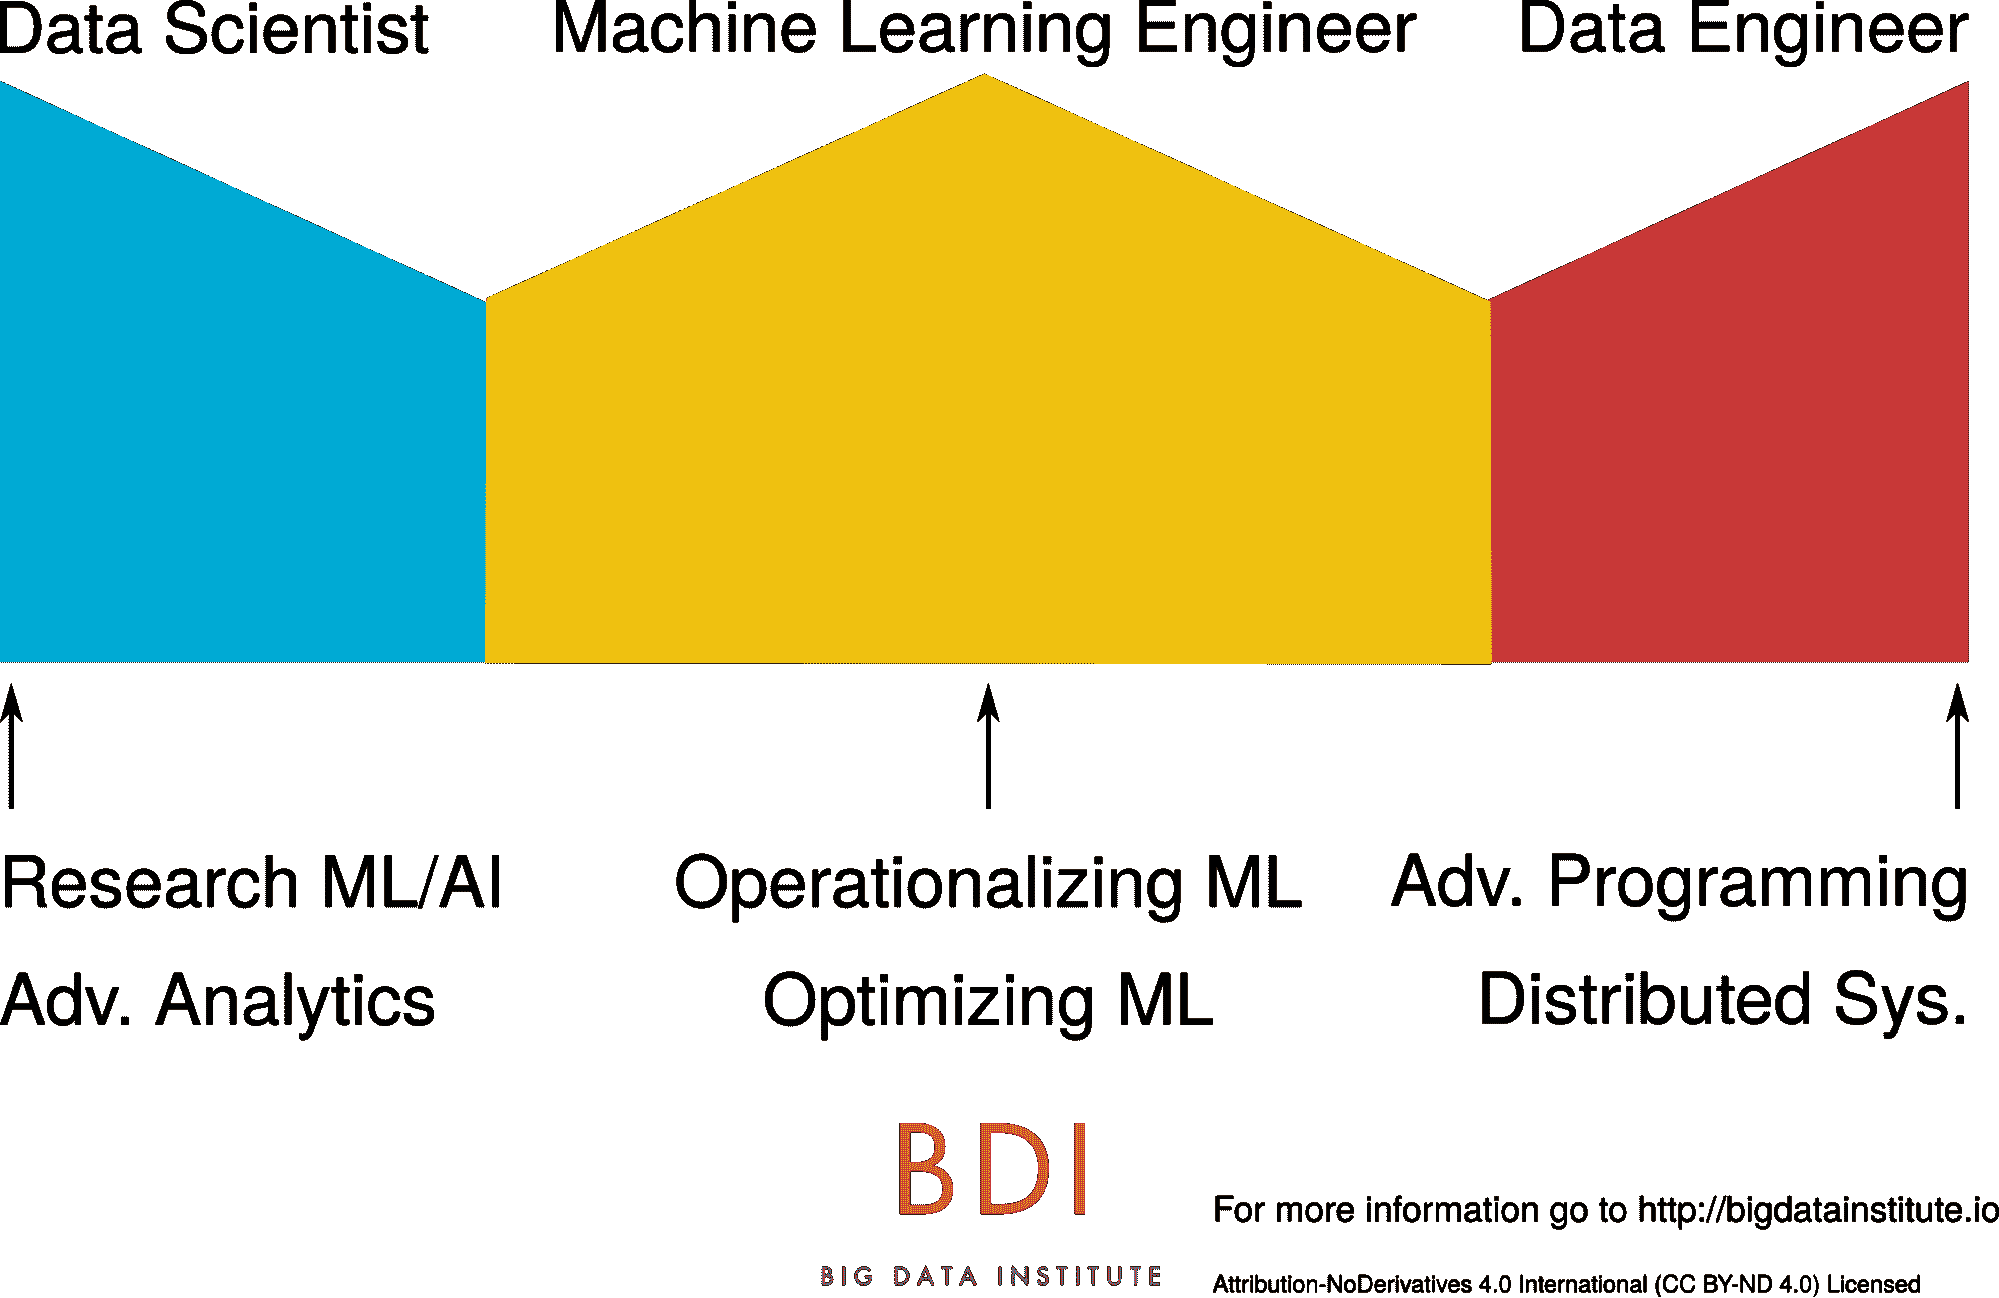 Data Scientist
Machine Learning Engineer
Data Engineer
Research ML/AI
Operationalizing ML
Adv. Programming
Adv. Analytics
Optimizing ML
Distributed Sys.
BDI
BIG DATA INSTITUTE
For more information go to http://bigdatainstitute.io
Attribution-NoDerivatives 4.0 International (CC BY-ND 4.0) Licensed